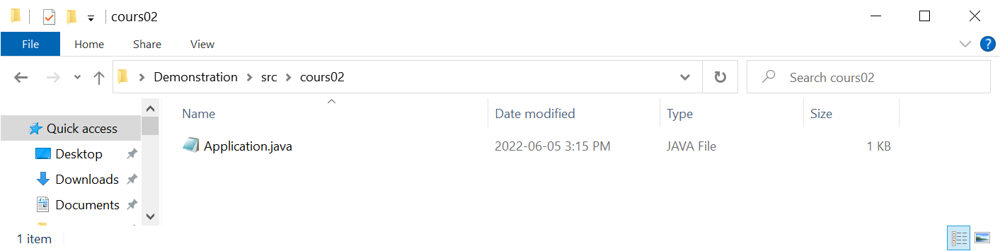 cours02
File Home Share View ?
Demonstration src cours02 Search cours02
Name Date modified Type Size
Quick access
Application.java 2022-06-05 3:15 PM JAVA File 1 KB
Desktop
Downloads
Documents
1 item